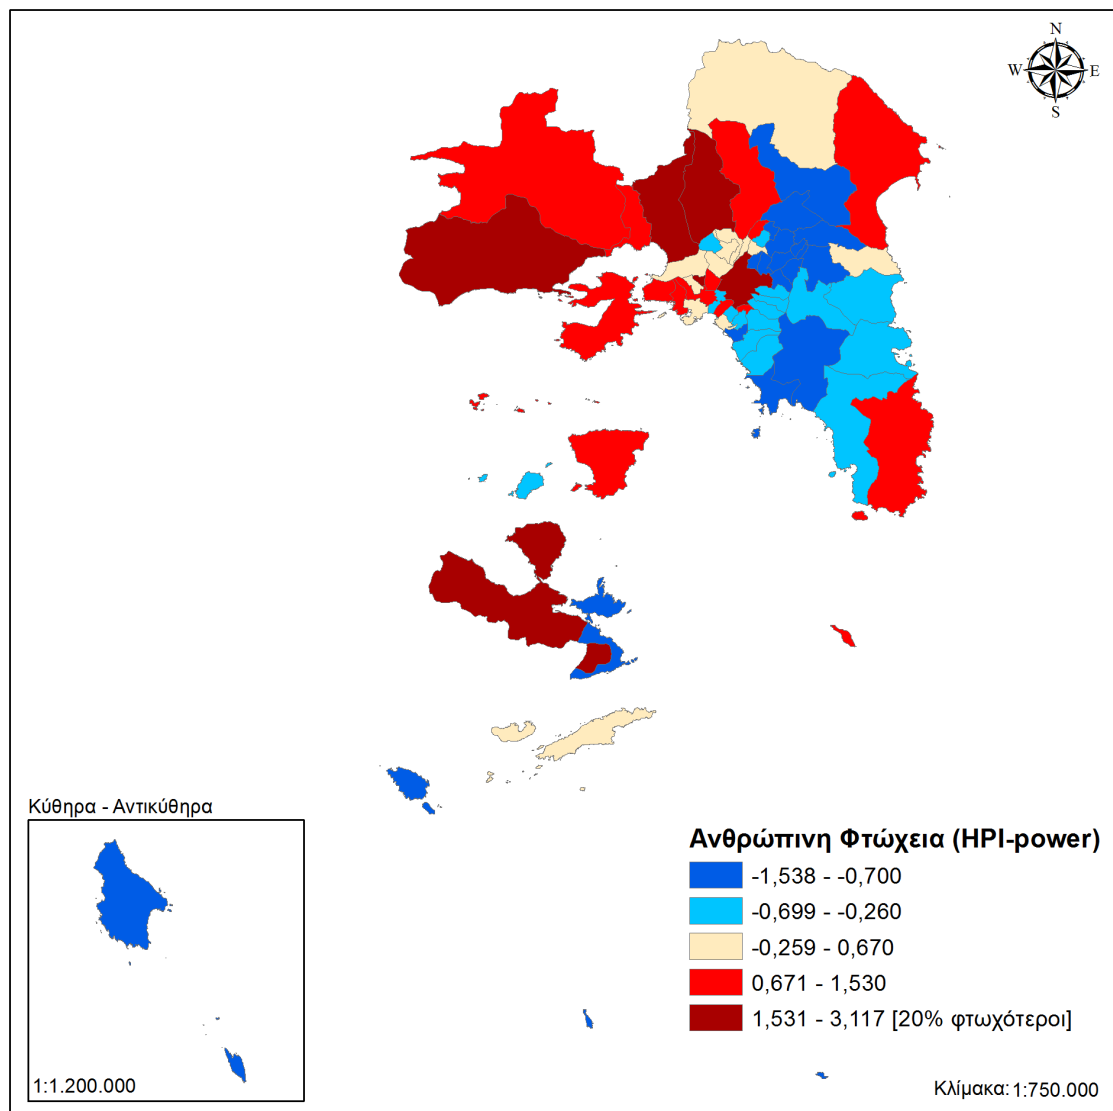 N
W E
S
Κύθηρα - Αντικύθηρα
1:1.200.000
Ανθρώπινη Φτώχεια (HPI-power)
-1,538 - -0,700
-0,699 - -0,260
-0,259 - 0,670
0,671 - 1,530
1,531 - 3,117 [20% φτωχότεροι]
Κλίμακα: 1:750.000